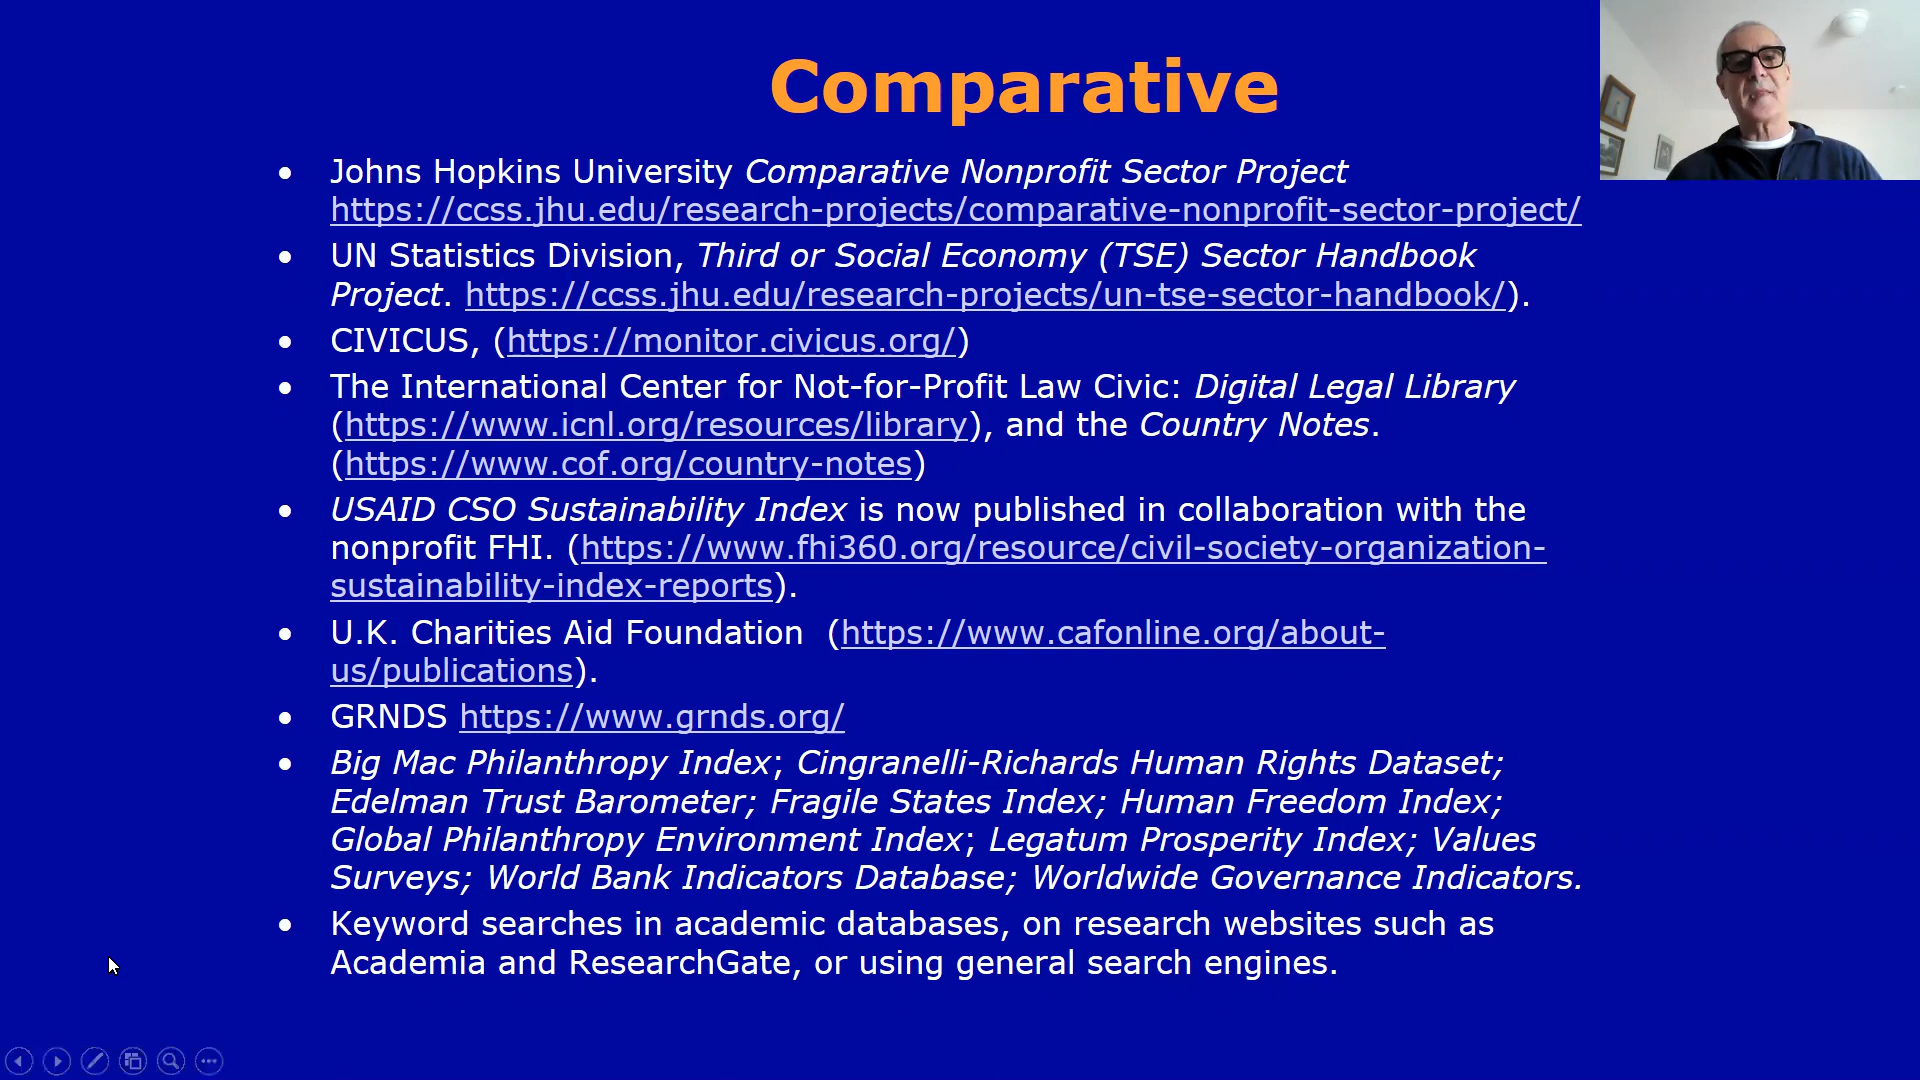 Comparative
• Johns Hopkins University Comparative Nonprofit Sector Project
https://ccss.jhu.edu/research-projects/comparative-nonprofit-sector-project/
• UN Statistics Division, Third or Social Economy (TSE) Sector Handbook
Project. https://ccss.jhu.edu/research-projects/un-tse-sector-handbook/).
• CIVICUS, (https://monitor.civicus.org/)
• The International Center for Not-for-Profit Law Civic: Digital Legal Library
(https://www.icnl.org/resources/library), and the Country Notes.
(https://www.cof.org/country-notes)
• USAID CSO Sustainability Index is now published in collaboration with the
nonprofit FHI. (https://www.fhi360.org/resource/civil-society-organization-
sustainability-index-reports).
• U.K. Charities Aid Foundation  (https://www.cafonline.org/about-
us/publications).
• GRNDS https://www.grnds.org/
• Big Mac Philanthropy Index; Cingranelli-Richards Human Rights Dataset;
Edelman Trust Barometer; Fragile States Index; Human Freedom Index;
Global Philanthropy Environment Index; Legatum Prosperity Index; Values
Surveys; World Bank Indicators Database; Worldwide Governance Indicators.
• Keyword searches in academic databases, on research websites such as
Academia and ResearchGate, or using general search engines.